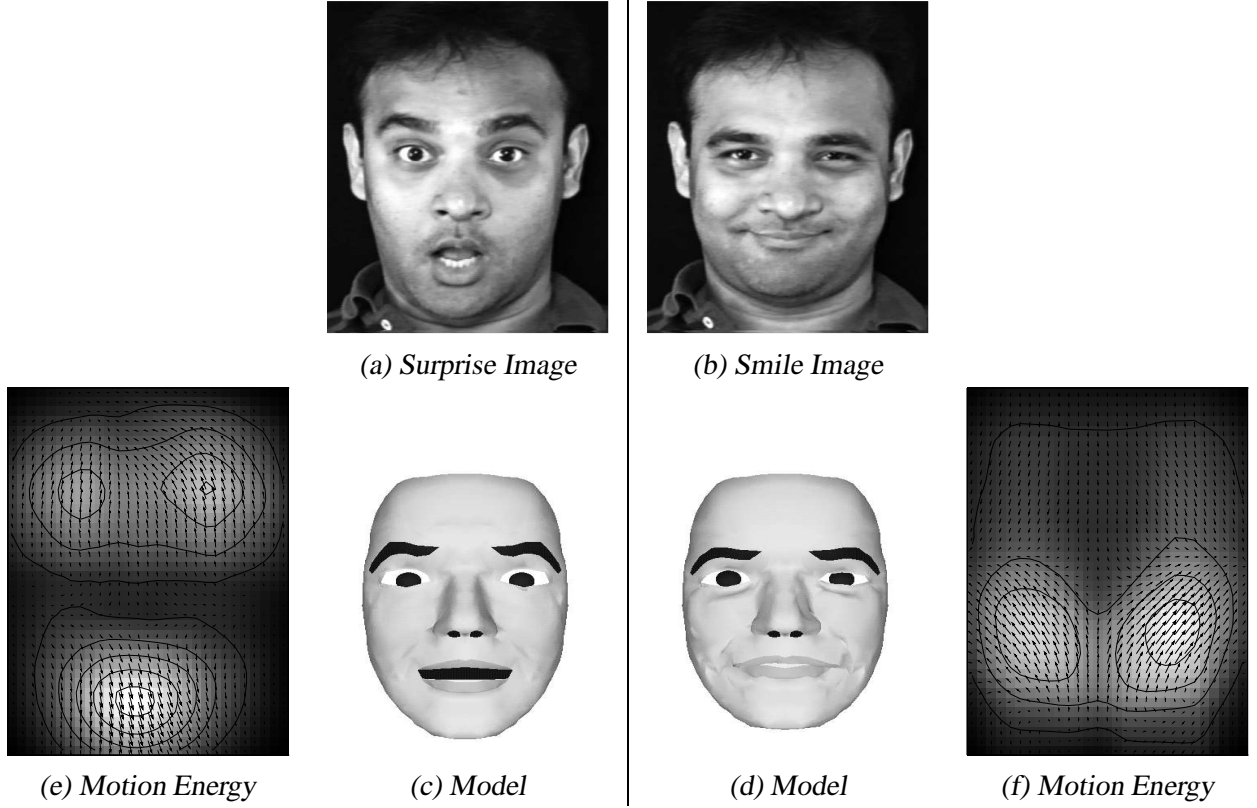 (a) Surprise Image
(b) Smile Image
(e) Motion Energy
(c) Model
(d) Model
(f) Motion Energy